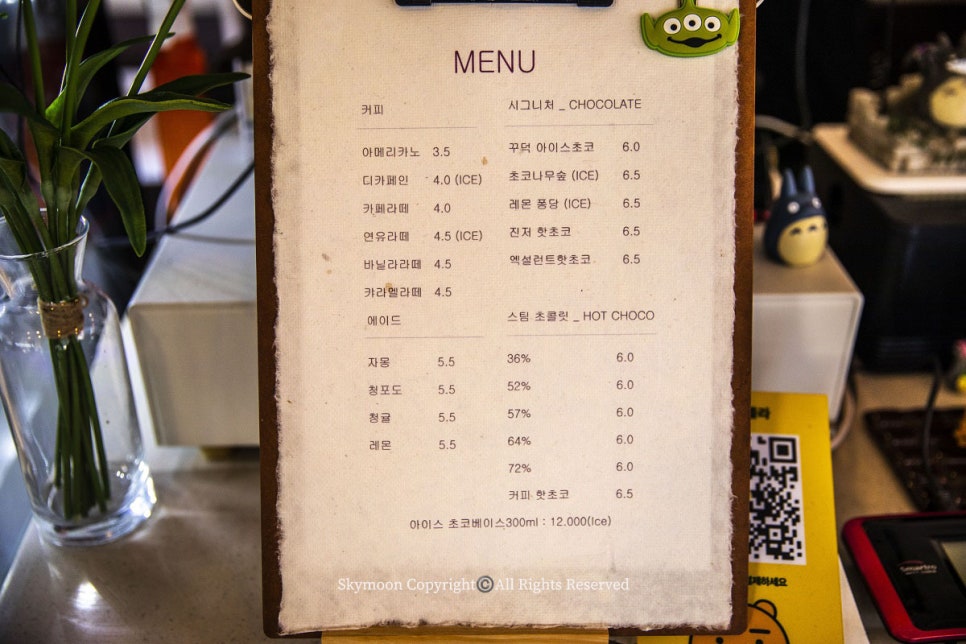 MENU
커피
아메리카노 3.5
디카페인 4.0 (ICE)
카페라떼 4.0
연유라떼 4.5 (ICE)
바닐라라떼 4.5
카라멜라떼 4.5
에이드
자몽 5.5
청포도 5.5
청귤 5.5
레몬 5.5
시그니처 _ CHOCOLATE
꾸덕 아이스초코 6.0
초코나무숲 (ICE) 6.5
레몬 퐁당 (ICE) 6.5
진저 핫초코 6.5
엑설런트핫초코 6.5
스팀 초콜릿 _ HOT CHOCO
36% 6.0
52% 6.0
57% 6.0
64% 6.0
72% 6.0
커피 핫초코 6.5
아이스 초코베이스300ml : 12.000(Ice)
Skymoon Copyright©All Rights Reserved
Smartro